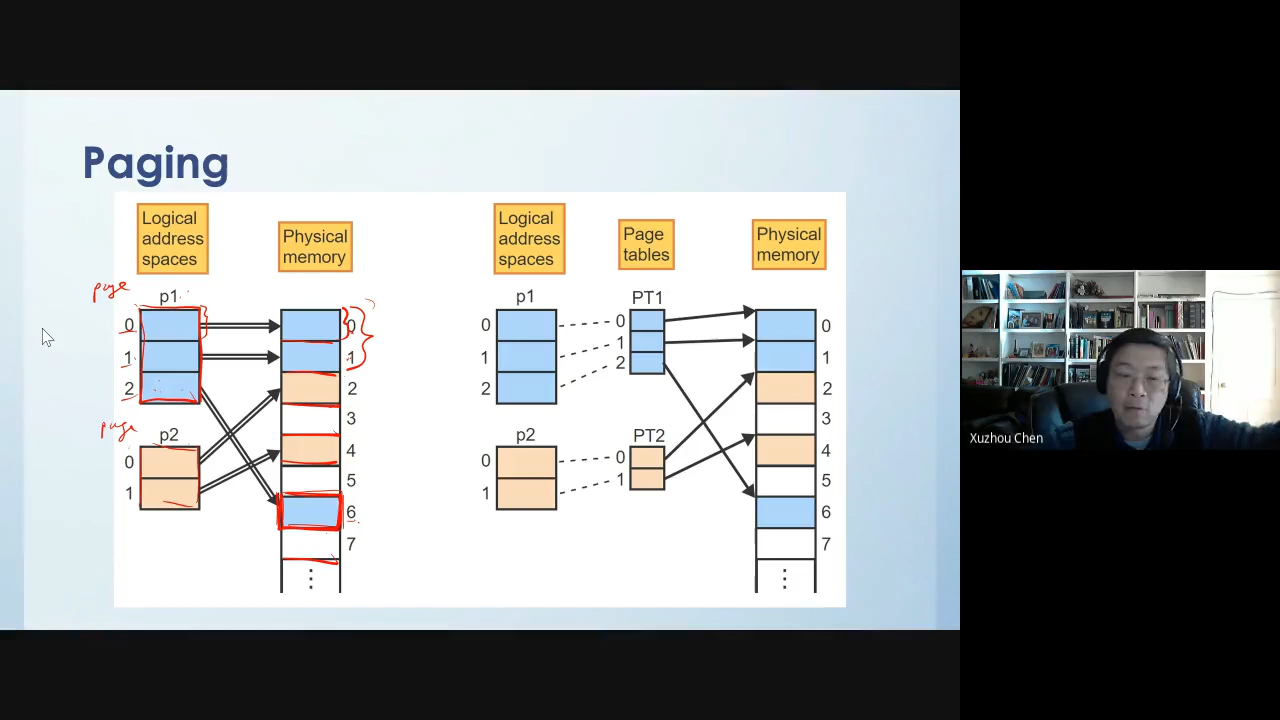 Paging
Logical
address
spaces
Physical
memory
page
p1
0
1
2
page
p2
0
1
0
1
2
3
4
5
6
7
Logical
address
spaces
Page
tables
Physical
memory
p1
0
1
2
p2
0
1
PT1
0
1
2
PT2
0
1
0
1
2
3
4
5
6
7
Xuzhou Chen